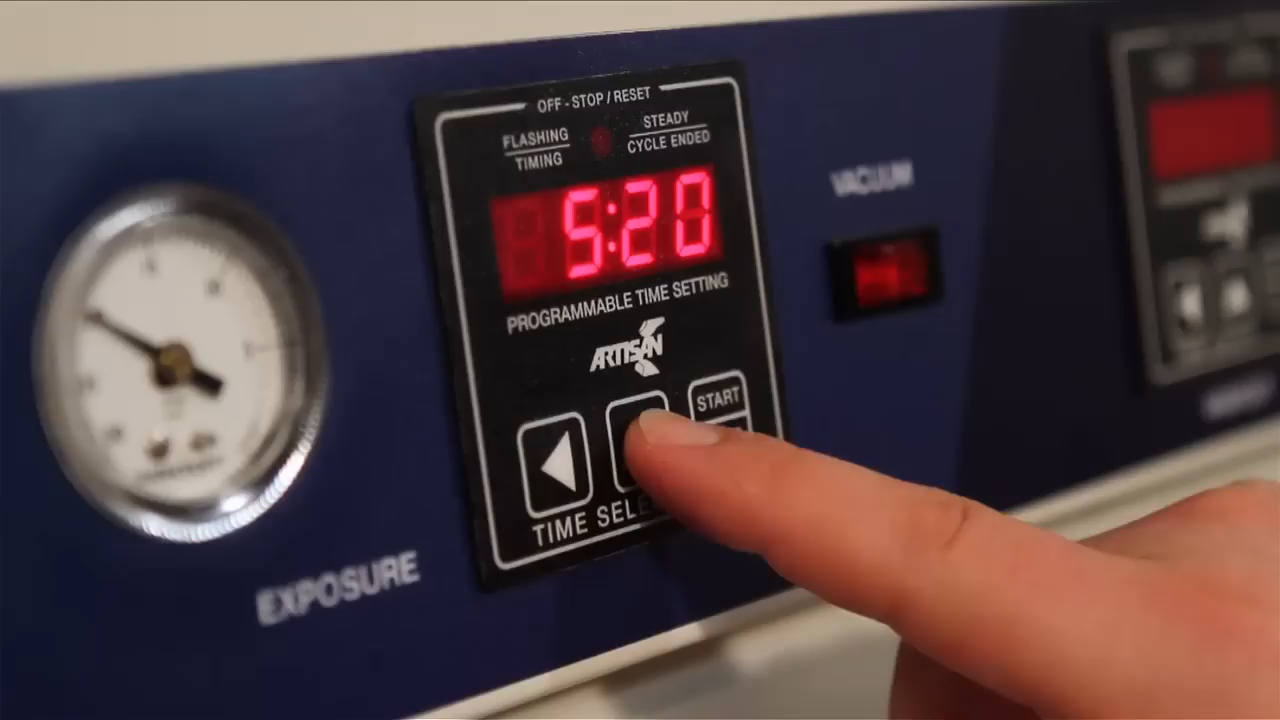 OFF - STOP / RESET
FLASHING
TIMING
STEADY
CYCLE ENDED
5:20
PROGRAMMABLE TIME SETTING
ARTISAN
START
TIME SELE
VACUUM
EXPOSURE